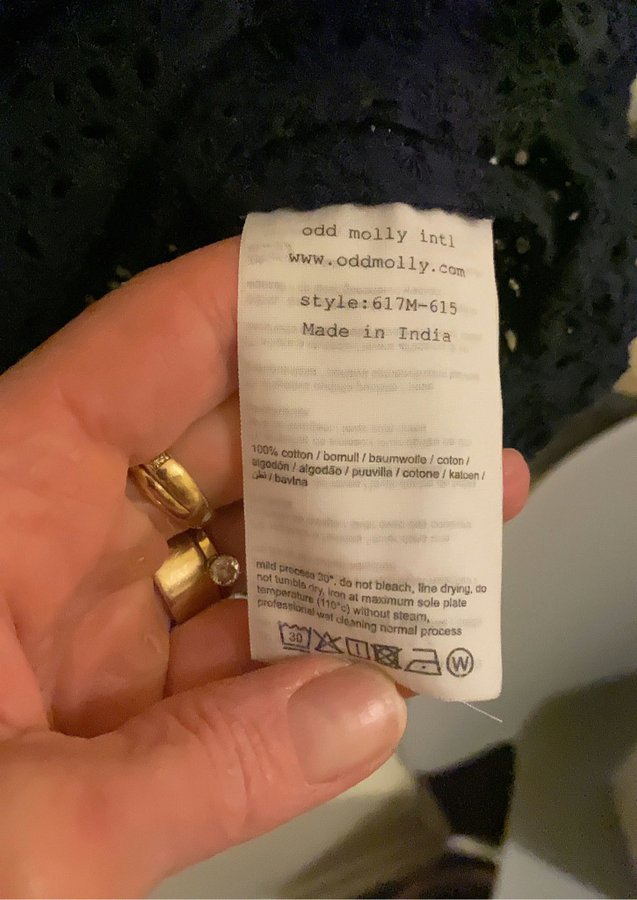 odd molly intl
www.oddmolly.com
style:617M-615
Made in India
100% cotton / bomull / baumwolle / coton /
algodón / algodão / puuvilla / cotone / katoen /
قطن / bavlna
mild process 30°, do not bleach, line drying, do
not tumble dry, iron at maximum sole plate
temperature (110°c) without steam,
professional wet cleaning normal process
30
W